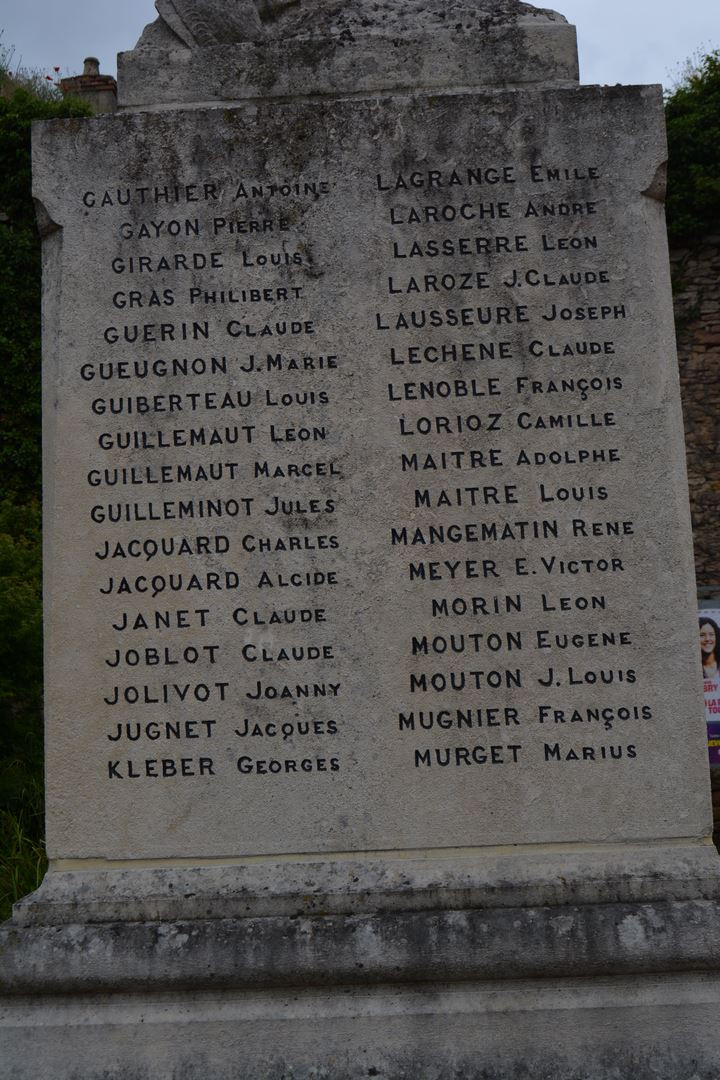 GAUTHIER ANTOINE
GAYON PIERRE
GIRARDE LOUIS
GRAS PHILIBERT
GUERIN CLAUDE
GUEUGNON J.MARIE
GUIBERTEAU LOUIS
GUILLEMAUT LEON
GUILLEMAUT MARCEL
GUILLEMINOT JULES
JACQUARD CHARLES
JACQUARD ALCIDE
JANET CLAUDE
JOBLOT CLAUDE
JOLIVOT JOANNY
JUGNET JACQUES
KLEBER GEORGES
LAGRANGE EMILE
LAROCHE ANDRE
LASSERRE LEON
LAROZE J.CLAUDE
LAUSSEURE JOSEPH
LECHENE CLAUDE
LENOBLE FRANÇOIS
LORIOZ CAMILLE
MAITRE ADOLPHE
MAITRE LOUIS
MANGEMATIN RENE
MEYER E.VICTOR
MORIN LEON
MOUTON EUGENE
MOUTON J.LOUIS
MUGNIER FRANÇOIS
MURGET MARIUS